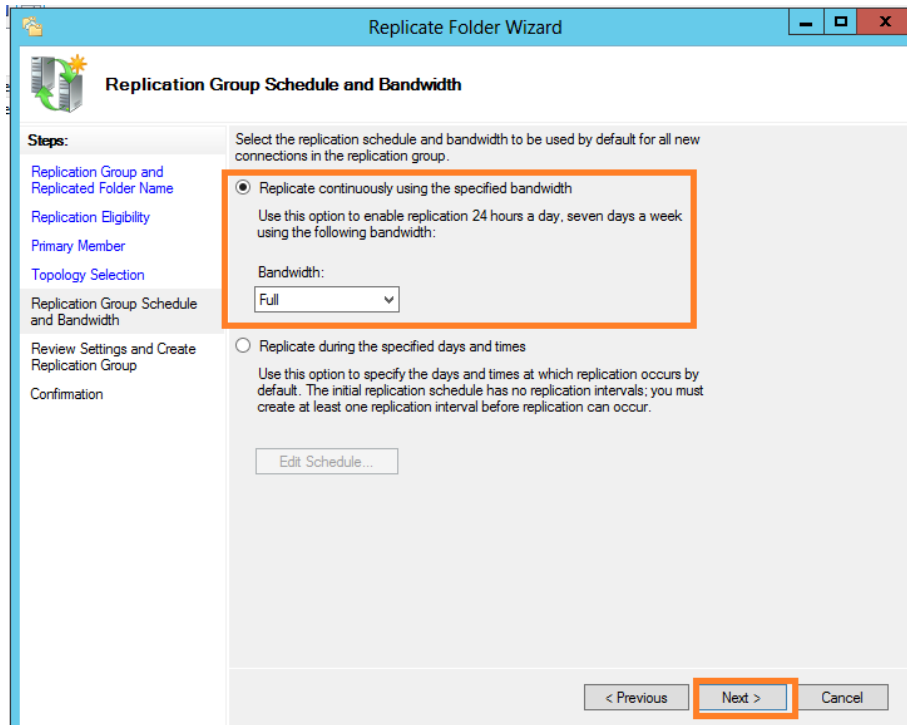 Replicate Folder Wizard
Replication Group Schedule and Bandwidth
Steps:
Replication Group and
Replicated Folder Name
Replication Eligibility
Primary Member
Topology Selection
Replication Group Schedule
and Bandwidth
Review Settings and Create
Replication Group
Confirmation
Select the replication schedule and bandwidth to be used by default for all new
connections in the replication group.
Replicate continuously using the specified bandwidth
Use this option to enable replication 24 hours a day, seven days a week
using the following bandwidth:
Bandwidth:
Full
Replicate during the specified days and times
Use this option to specify the days and times at which replication occurs by
default. The initial replication schedule has no replication intervals; you must
create at least one replication interval before replication can occur.
Edit Schedule...
< Previous
Next >
Cancel